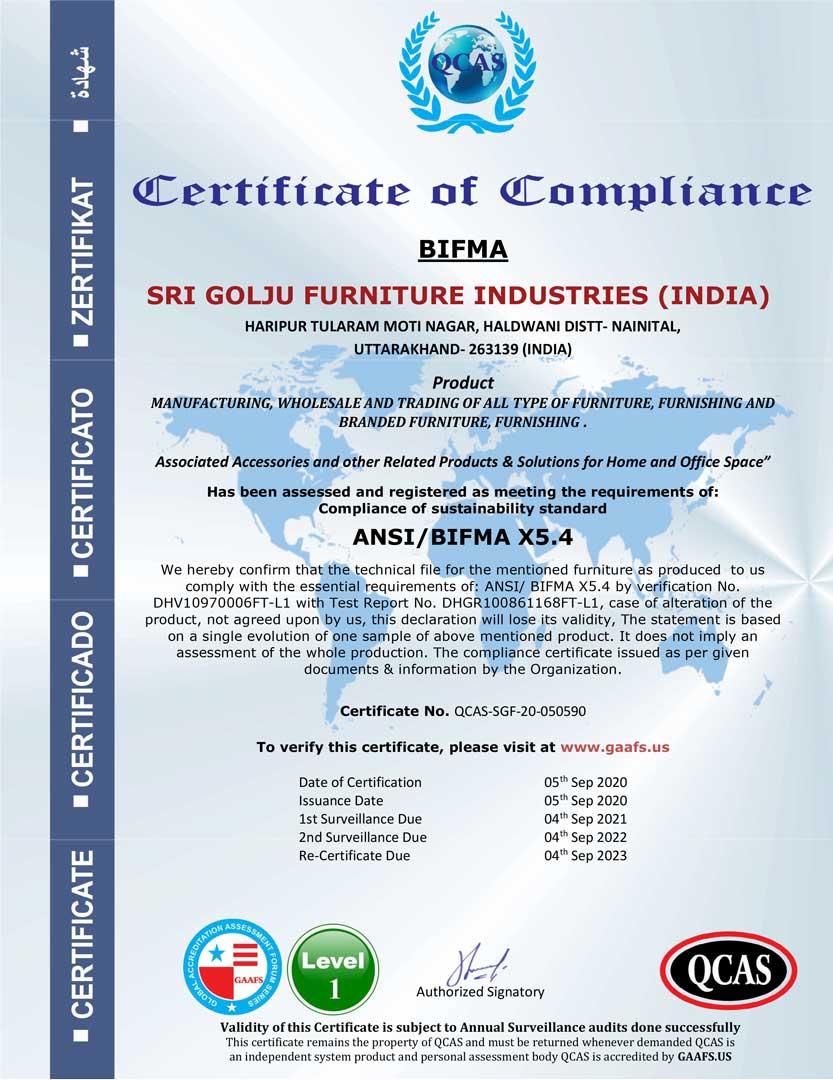 QCAS
Certificate of Compliance
BIFMA
SRI GOLJU FURNITURE INDUSTRIES (INDIA)
HARIPUR TULARAM MOTI NAGAR, HALDWANI DISTT- NAINITAL,
UTTARAKHAND- 263139 (INDIA)
Product
MANUFACTURING, WHOLESALE AND TRADING OF ALL TYPE OF FURNITURE, FURNISHING AND
BRANDED FURNITURE, FURNISHING .
Associated Accessories and other Related Products & Solutions for Home and Office Space”
Has been assessed and registered as meeting the requirements of:
Compliance of sustainability standard
ANSI/BIFMA X5.4
We hereby confirm that the technical file for the mentioned furniture as produced to us
comply with the essential requirements of: ANSI/ BIFMA X5.4 by verification No.
DHV10970006FT-L1 with Test Report No. DHGR100861168FT-L1, case of alteration of the
product, not agreed upon by us, this declaration will lose its validity, The statement is based
on a single evolution of one sample of above mentioned product. It does not imply an
assessment of the whole production. The compliance certificate issued as per given
documents & information by the Organization.
Certificate No. QCAS-SGF-20-050590
To verify this certificate, please visit at www.gaafs.us
Date of Certification 05th Sep 2020
Issuance Date 05th Sep 2020
1st Surveillance Due 04th Sep 2021
2nd Surveillance Due 04th Sep 2022
Re-Certificate Due 04th Sep 2023
GLOBAL ACCREDITATION ASSESSMENT FORUM SERIES
GAAFS
Level
1
Authorized Signatory
QCAS
Validity of this Certificate is subject to Annual Surveillance audits done successfully
This certificate remains the property of QCAS and must be returned whenever demanded QCAS is
an independent system product and personal assessment body QCAS is accredited by GAAFS.US
CERTIFICATE
CERTIFICADO
CERTIFICATO
ZERTIFIKAT
شهادة